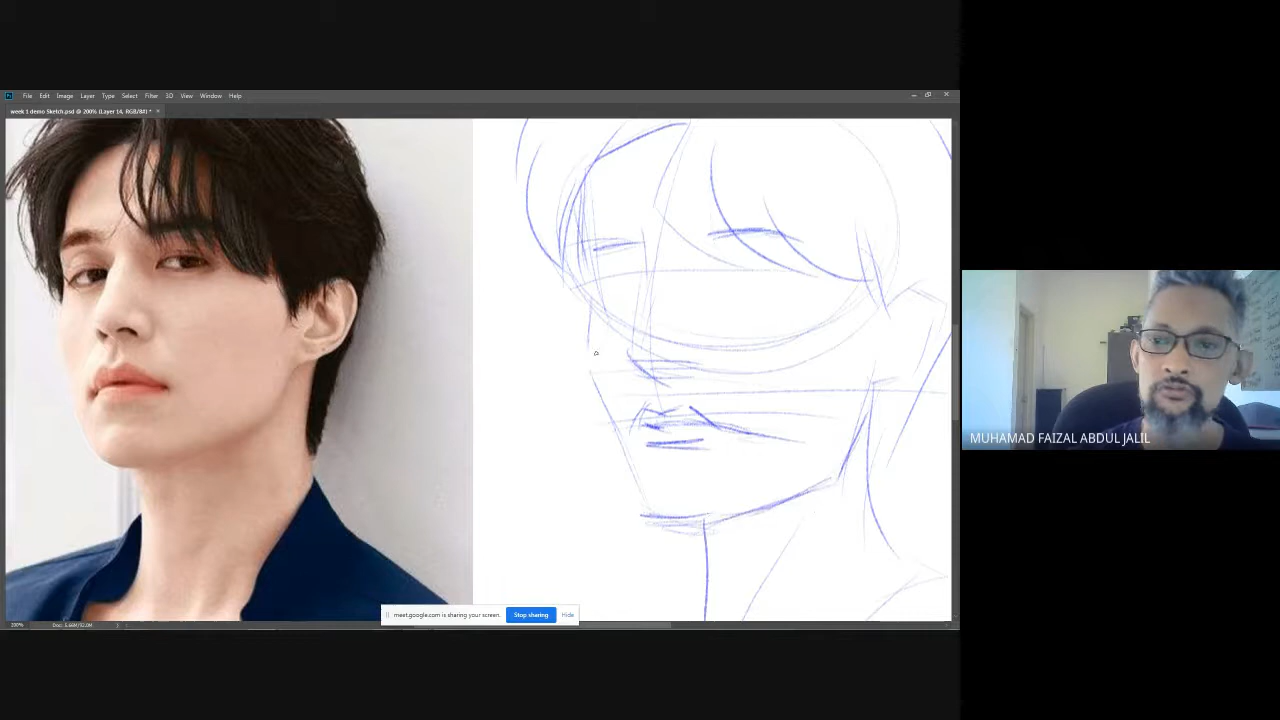 File Edit Image Layer Type Select Filter 3D View Window Help
week 1 demo Sketch.psd @ 200% (Layer 14, RGB/8#) *
meet.google.com is sharing your screen. Stop sharing Hide
200%
MUHAMAD FAIZAL ABDUL JALIL